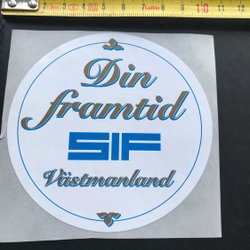 Din
framtid
SIF
Västmanland